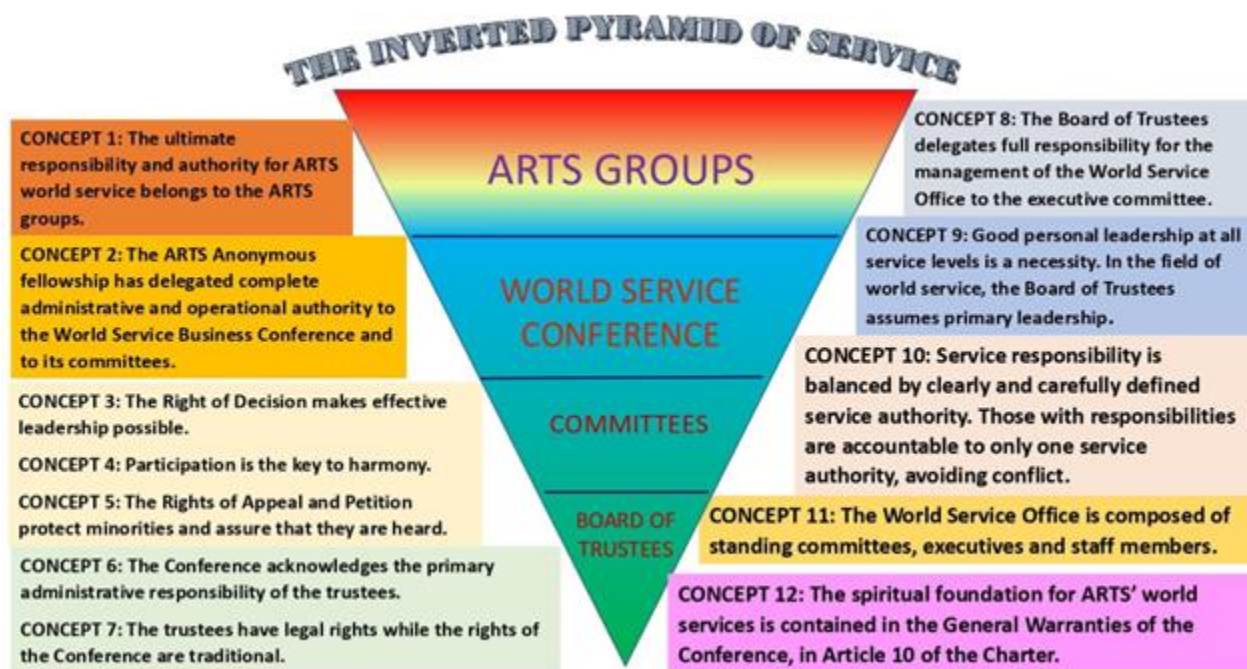 THE INVERTED PYRAMID OF SERVICE
CONCEPT 1: The ultimate
responsibility and authority for ARTS
world service belongs to the ARTS
groups.
CONCEPT 2: The ARTS Anonymous
fellowship has delegated complete
administrative and operational authority to
the World Service Business Conference and
to its committees.
CONCEPT 3: The Right of Decision makes effective
leadership possible.
CONCEPT 4: Participation is the key to harmony.
CONCEPT 5: The Rights of Appeal and Petition
protect minorities and assure that they are heard.
CONCEPT 6: The Conference acknowledges the primary
administrative responsibility of the trustees.
CONCEPT 7: The trustees have legal rights while the rights of
the Conference are traditional.
ARTS GROUPS
WORLD SERVICE
CONFERENCE
COMMITTEES
BOARD OF
TRUSTEES
CONCEPT 8: The Board of Trustees
delegates full responsibility for the
management of the World Service
Office to the executive committee.
CONCEPT 9: Good personal leadership at all
service levels is a necessity. In the field of
world service, the Board of Trustees
assumes primary leadership.
CONCEPT 10: Service responsibility is
balanced by clearly and carefully defined
service authority. Those with responsibilities
are accountable to only one service
authority, avoiding conflict.
CONCEPT 11: The World Service Office is composed of
standing committees, executives and staff members.
CONCEPT 12: The spiritual foundation for ARTS' world
services is contained in the General Warranties of the
Conference, in Article 10 of the Charter.